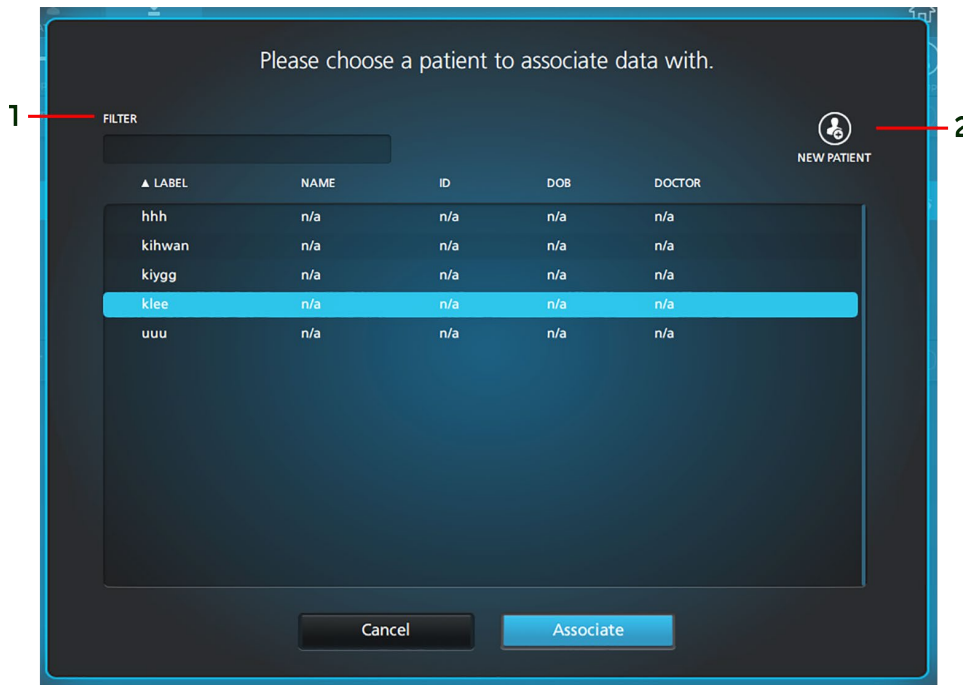 Please choose a patient to associate data with.
1
FILTER
2
NEW PATIENT
▲ LABEL NAME ID DOB DOCTOR
hhh n/a n/a n/a n/a
kihwan n/a n/a n/a n/a
kiygg n/a n/a n/a n/a
klee n/a n/a n/a n/a
uuu n/a n/a n/a n/a
Cancel Associate